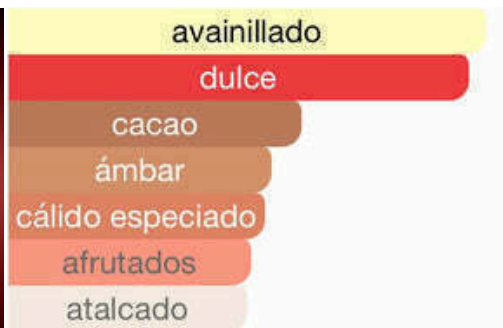 avainillado
dulce
cacao
ámbar
cálido especiado
afrutados
atalcado